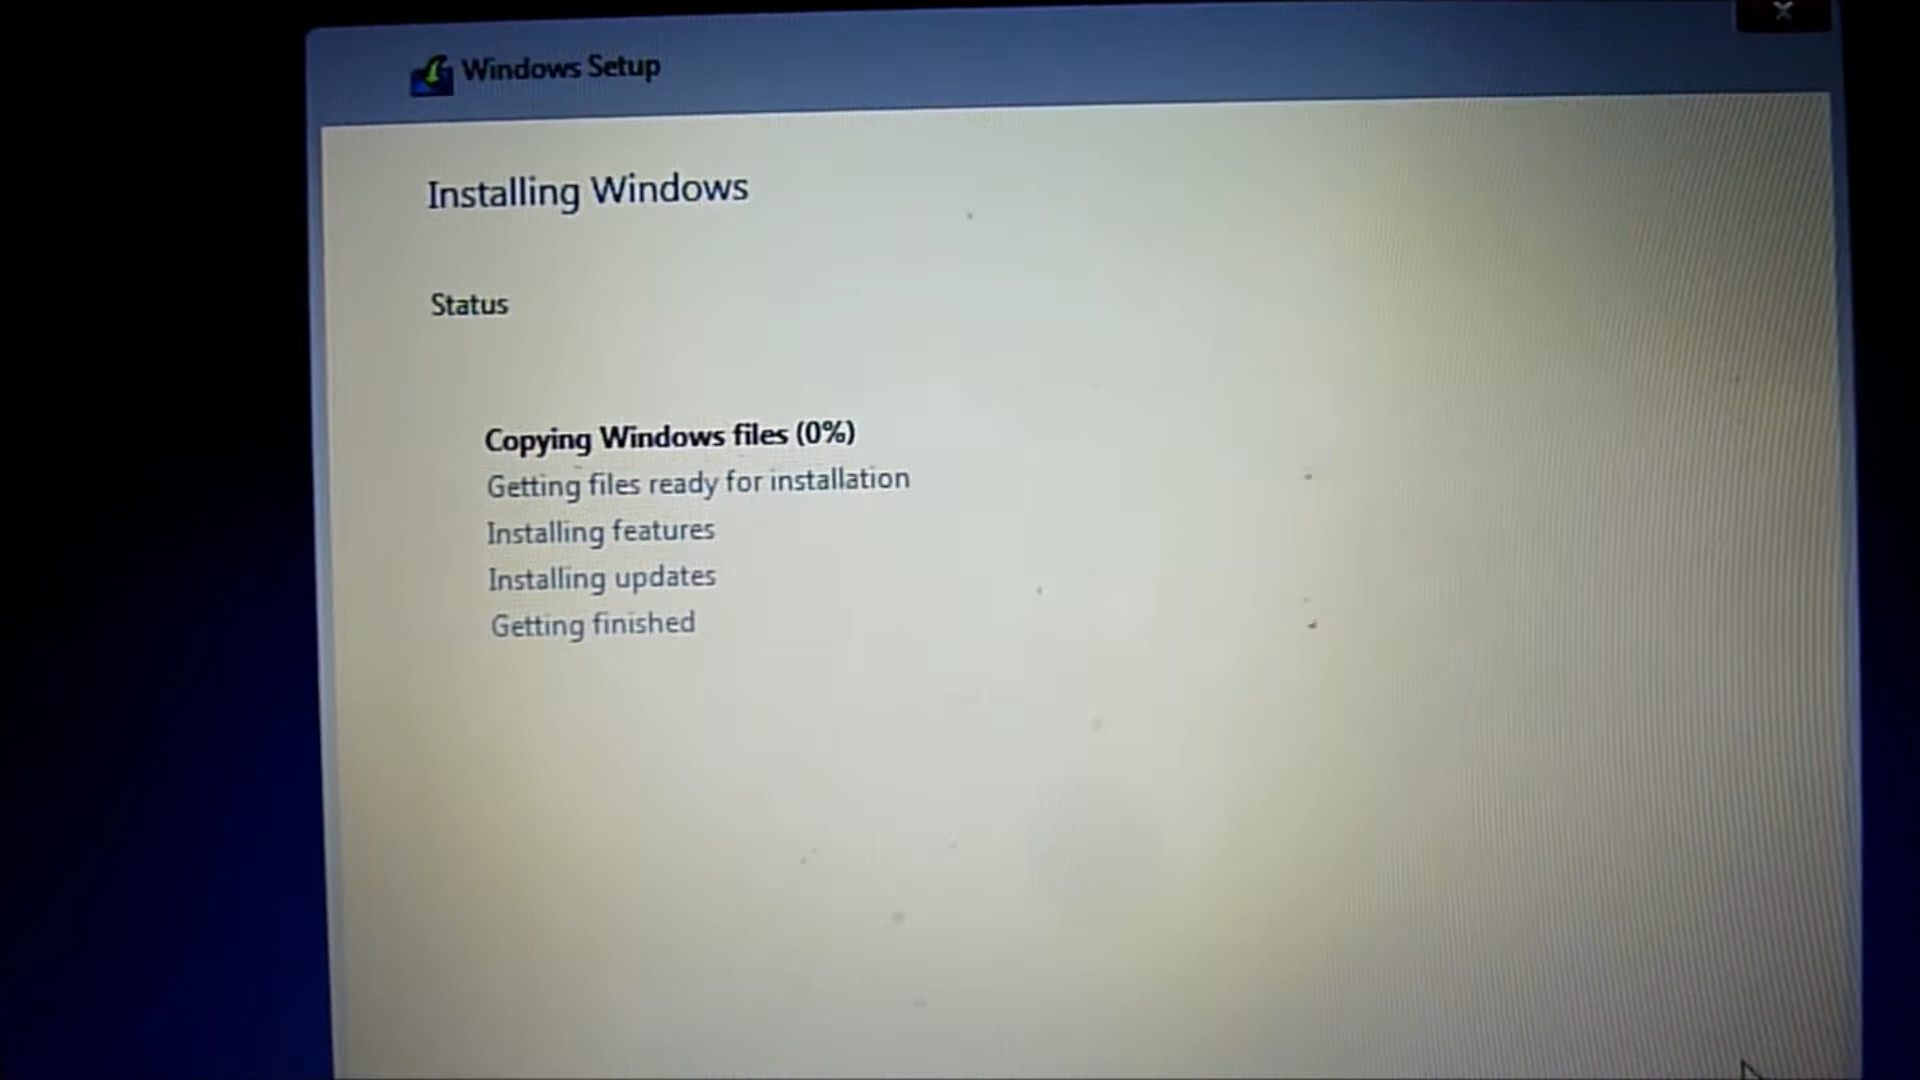 Windows Setup
Installing Windows
Status
Copying Windows files (0%)
Getting files ready for installation
Installing features
Installing updates
Getting finished